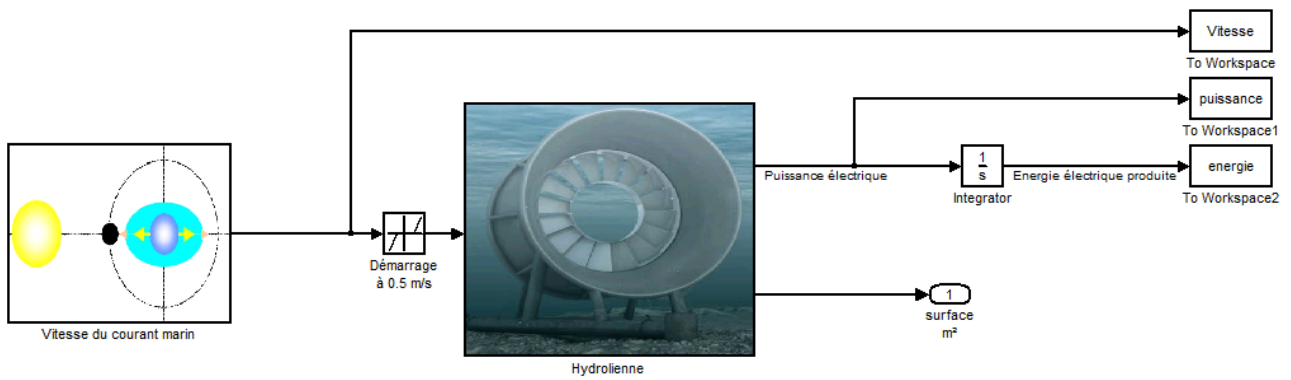 Vitesse
To Workspace
puissance
To Workspace1
energie
To Workspace2
Puissance électrique
1
s
Integrator
Energie électrique produite
Démarrage
à 0.5 m/s
Vitesse du courant marin
Hydrolienne
1
surface
m²